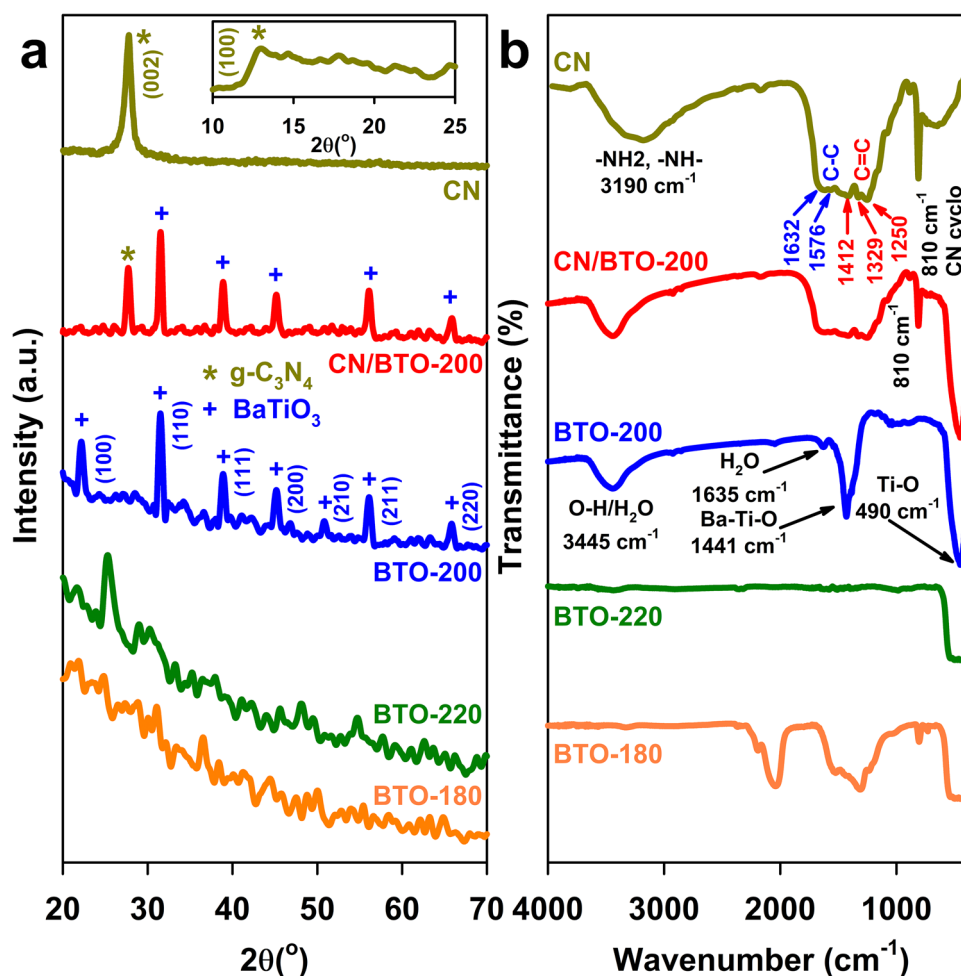 a
*
(002)
(100)
*
10
15
20
25
2θ(°)
CN
*
+
+
+
+
+
CN/BTO-200
* g-C₃N₄
+ BaTiO₃
+
(100)
+
(110)
+
(111)
+
(200)
+
(210)
+
(211)
+
(220)
BTO-200
BTO-220
BTO-180
Intensity (a.u.)
20
30
40
50
60
70
2θ(°)
b
CN
-NH2, -NH-
3190 cm⁻¹
C-C
C=C
1632
1576
1412
1329
1250
810 cm⁻¹
CN cyclo
CN/BTO-200
810 cm⁻¹
BTO-200
O-H/H₂O
3445 cm⁻¹
H₂O
1635 cm⁻¹
Ba-Ti-O
1441 cm⁻¹
Ti-O
490 cm⁻¹
BTO-220
BTO-180
Transmittance (%)
4000
3000
2000
1000
Wavenumber (cm⁻¹)